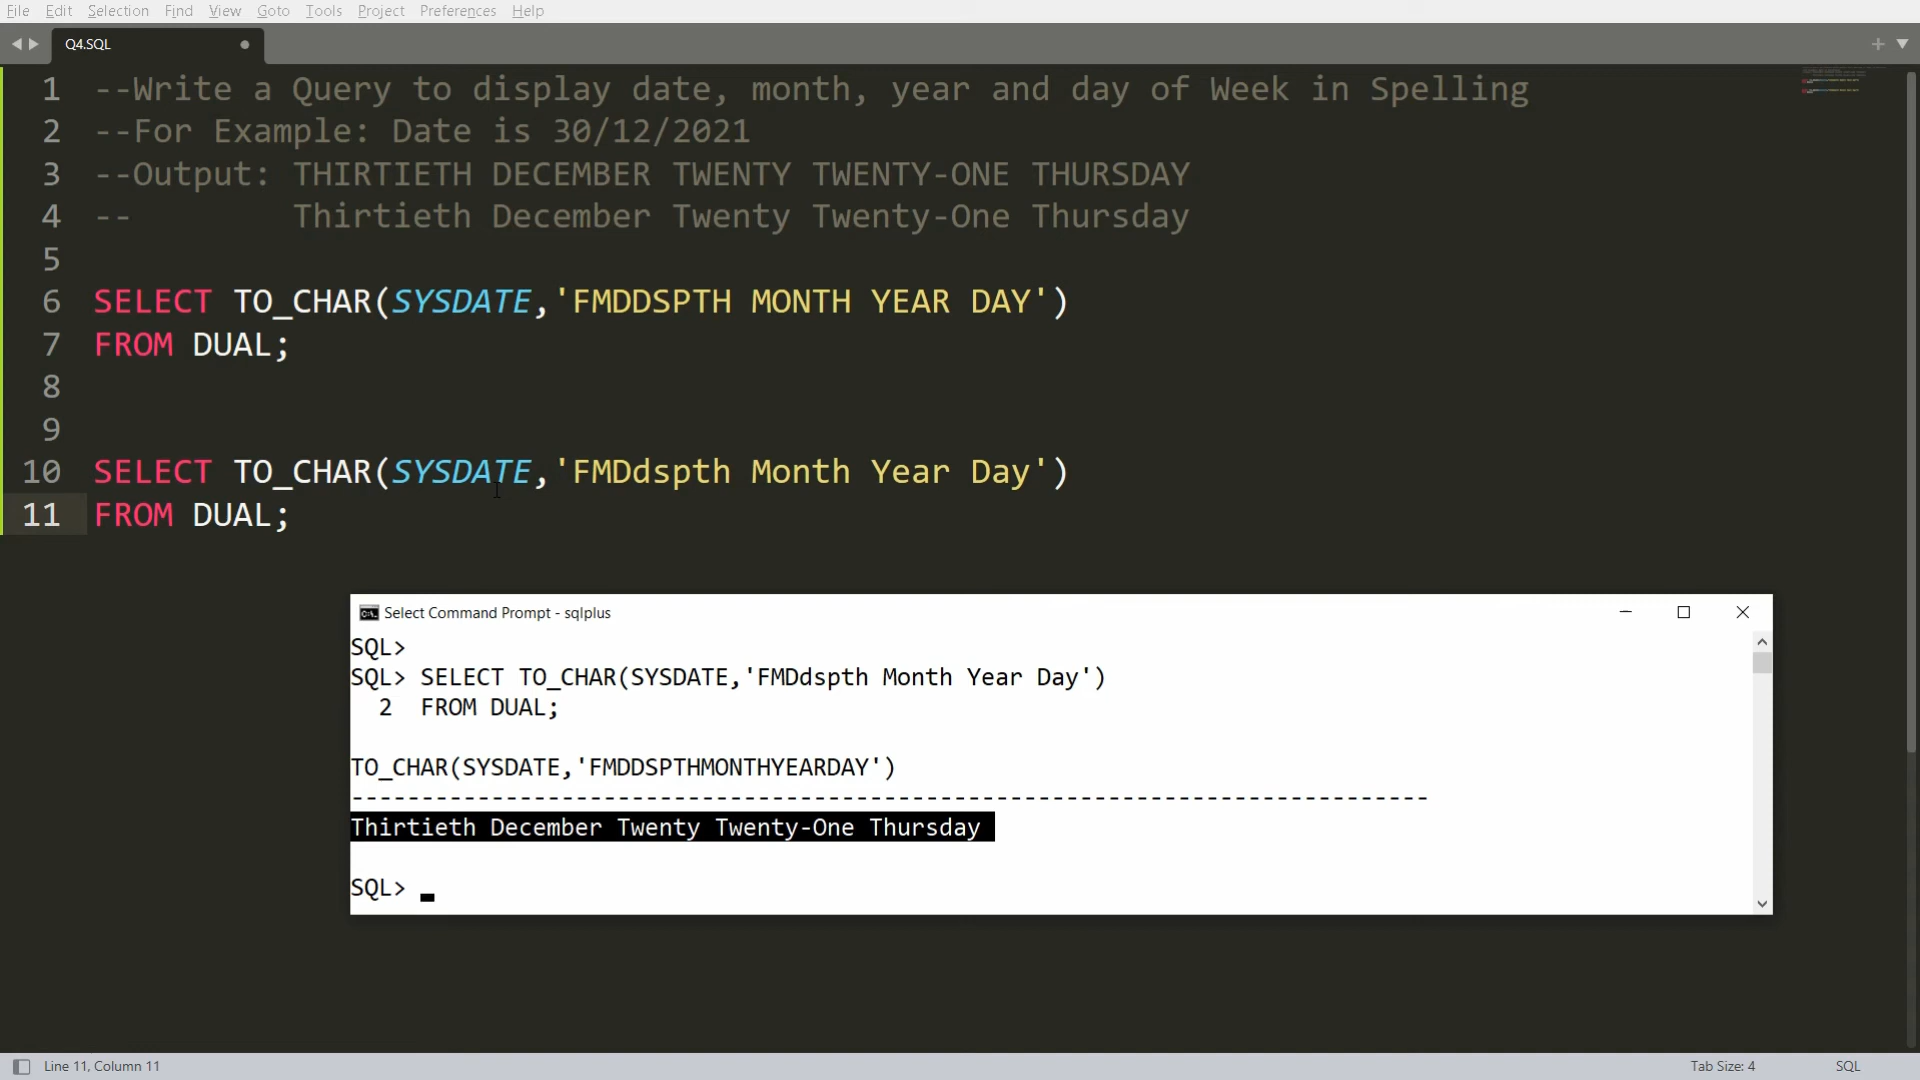 File Edit Selection Find View Goto Tools Project Preferences Help
Q4.SQL
1 --Write a Query to display date, month, year and day of Week in Spelling
2 --For Example: Date is 30/12/2021
3 --Output: THIRTIETH DECEMBER TWENTY TWENTY-ONE THURSDAY
4 --        Thirtieth December Twenty Twenty-One Thursday
5
6 SELECT TO_CHAR(SYSDATE,'FMDDSPTH MONTH YEAR DAY')
7 FROM DUAL;
8
9
10 SELECT TO_CHAR(SYSDATE,'FMDdspth Month Year Day')
11 FROM DUAL;
Select Command Prompt - sqlplus
SQL>
SQL> SELECT TO_CHAR(SYSDATE,'FMDdspth Month Year Day')
  2  FROM DUAL;
TO_CHAR(SYSDATE,'FMDDSPTHMONTHYEARDAY')
-----------------------------------------------------------------------------
Thirtieth December Twenty Twenty-One Thursday
SQL>
Line 11, Column 11 Tab Size: 4 SQL